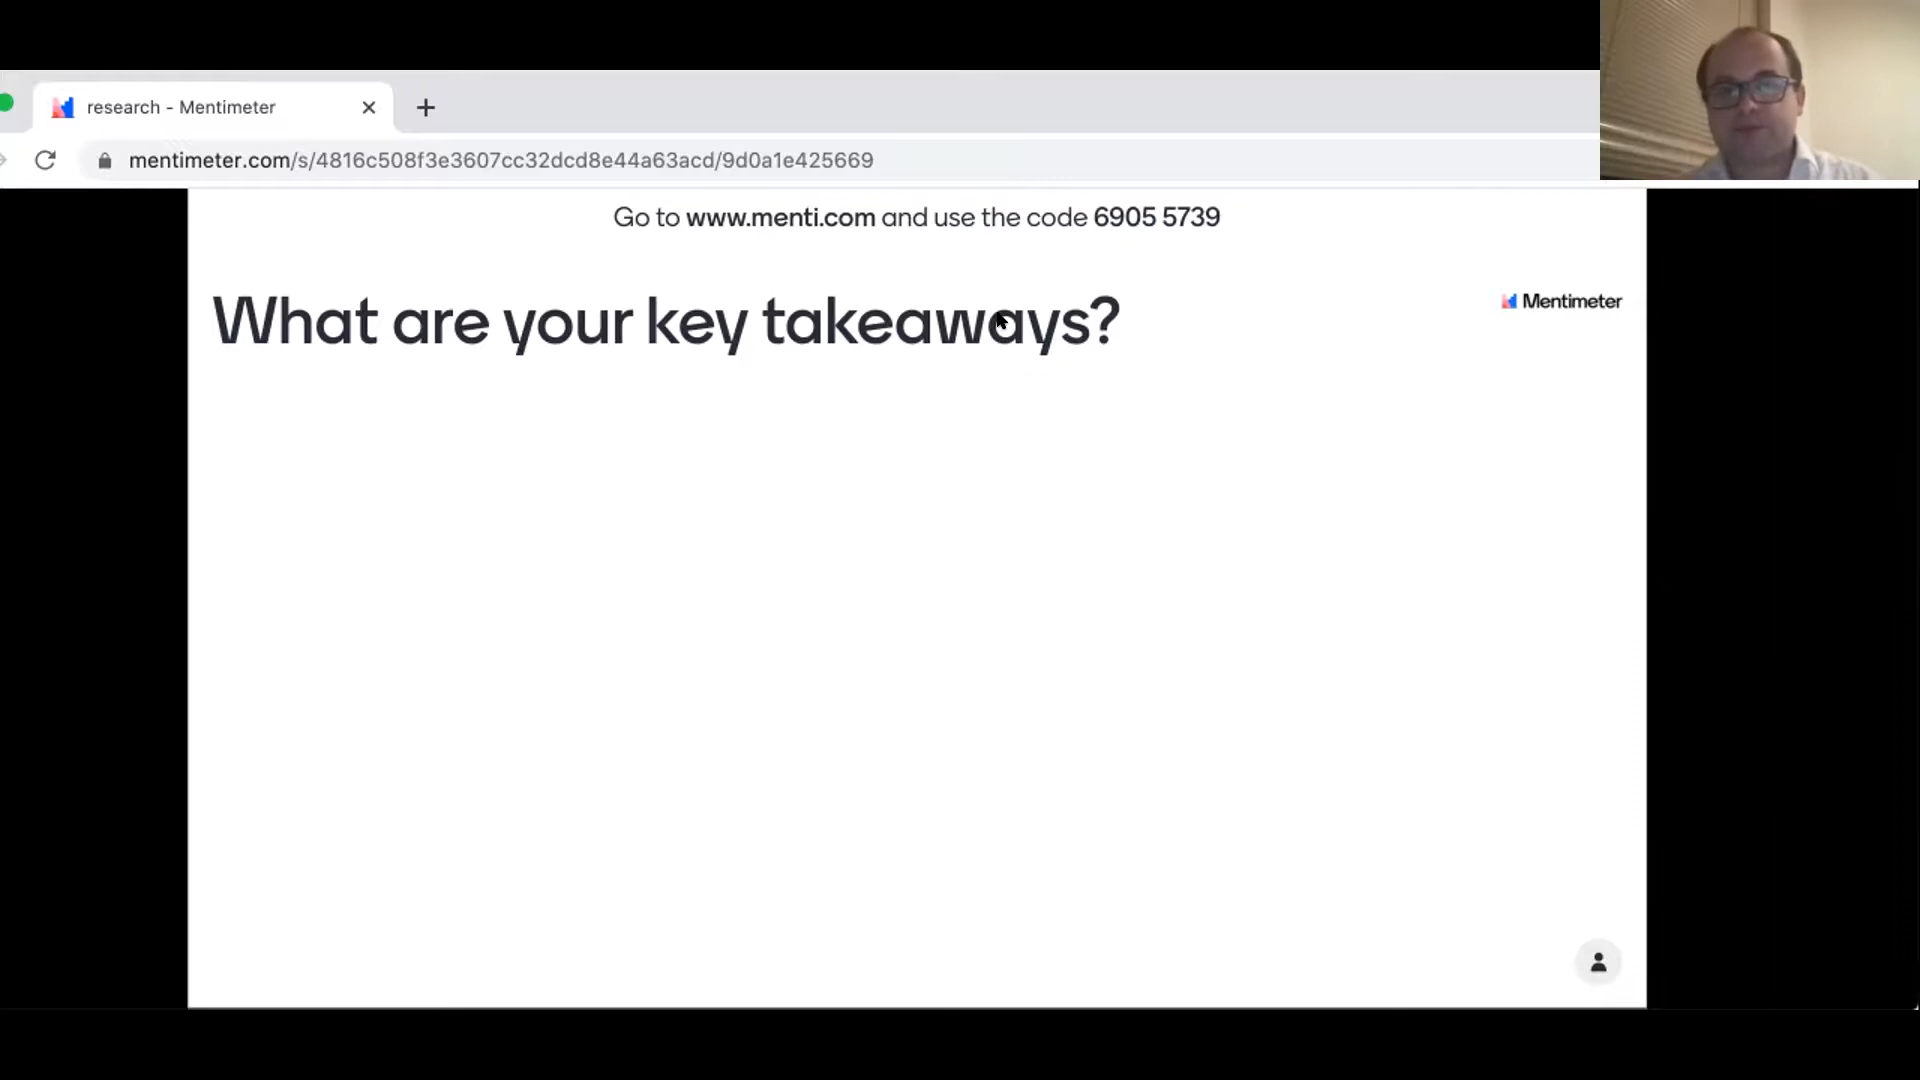 research - Mentimeter
mentimeter.com/s/4816c508f3e3607cc32dcd8e44a63acd/9d0a1e425669
Go to www.menti.com and use the code 6905 5739
What are your key takeaways?
Mentimeter